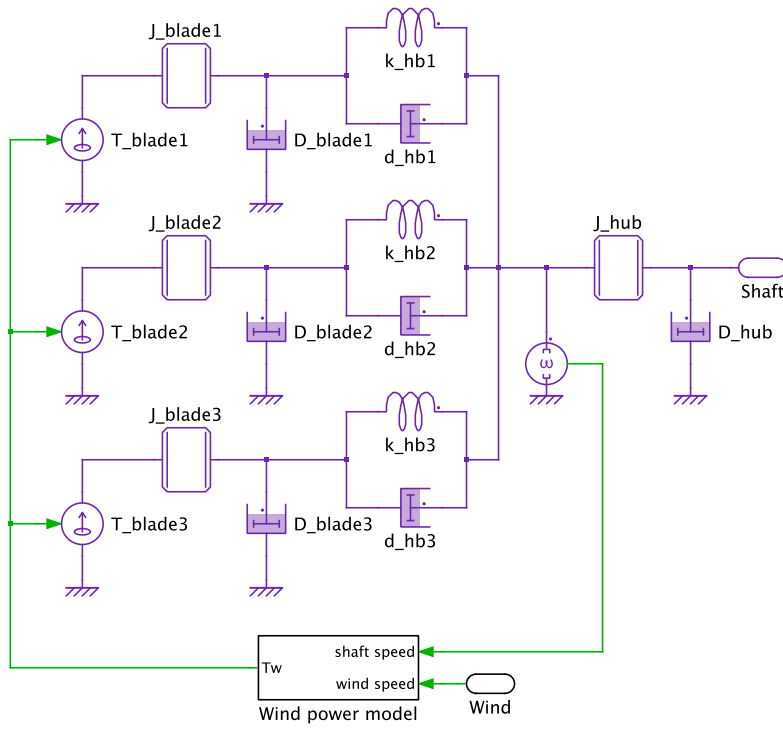 J_blade1
k_hb1
T_blade1
D_blade1
d_hb1
J_blade2
J_hub
k_hb2
Shaft
T_blade2
D_blade2
D_hub
d_hb2
ω
J_blade3
k_hb3
T_blade3
D_blade3
d_hb3
shaft speed
Tw
wind speed
Wind
Wind power model